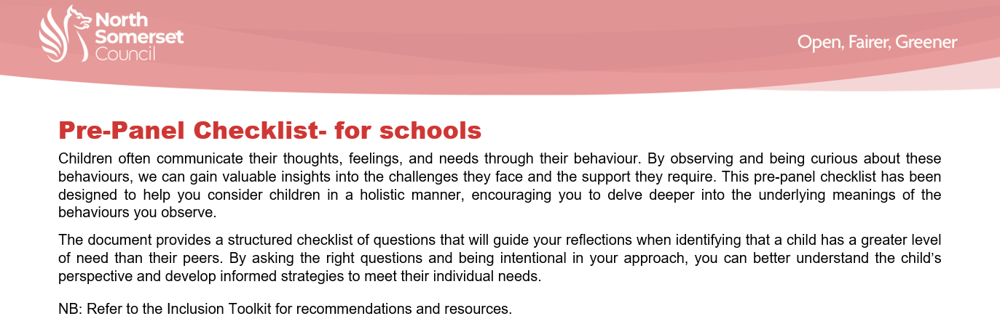 North
Somerset
Council
Open, Fairer, Greener
Pre-Panel Checklist- for schools
Children often communicate their thoughts, feelings, and needs through their behaviour. By observing and being curious about these
behaviours, we can gain valuable insights into the challenges they face and the support they require. This pre-panel checklist has been
designed to help you consider children in a holistic manner, encouraging you to delve deeper into the underlying meanings of the
behaviours you observe.
The document provides a structured checklist of questions that will guide your reflections when identifying that a child has a greater level
of need than their peers. By asking the right questions and being intentional in your approach, you can better understand the child’s
perspective and develop informed strategies to meet their individual needs.
NB: Refer to the Inclusion Toolkit for recommendations and resources.